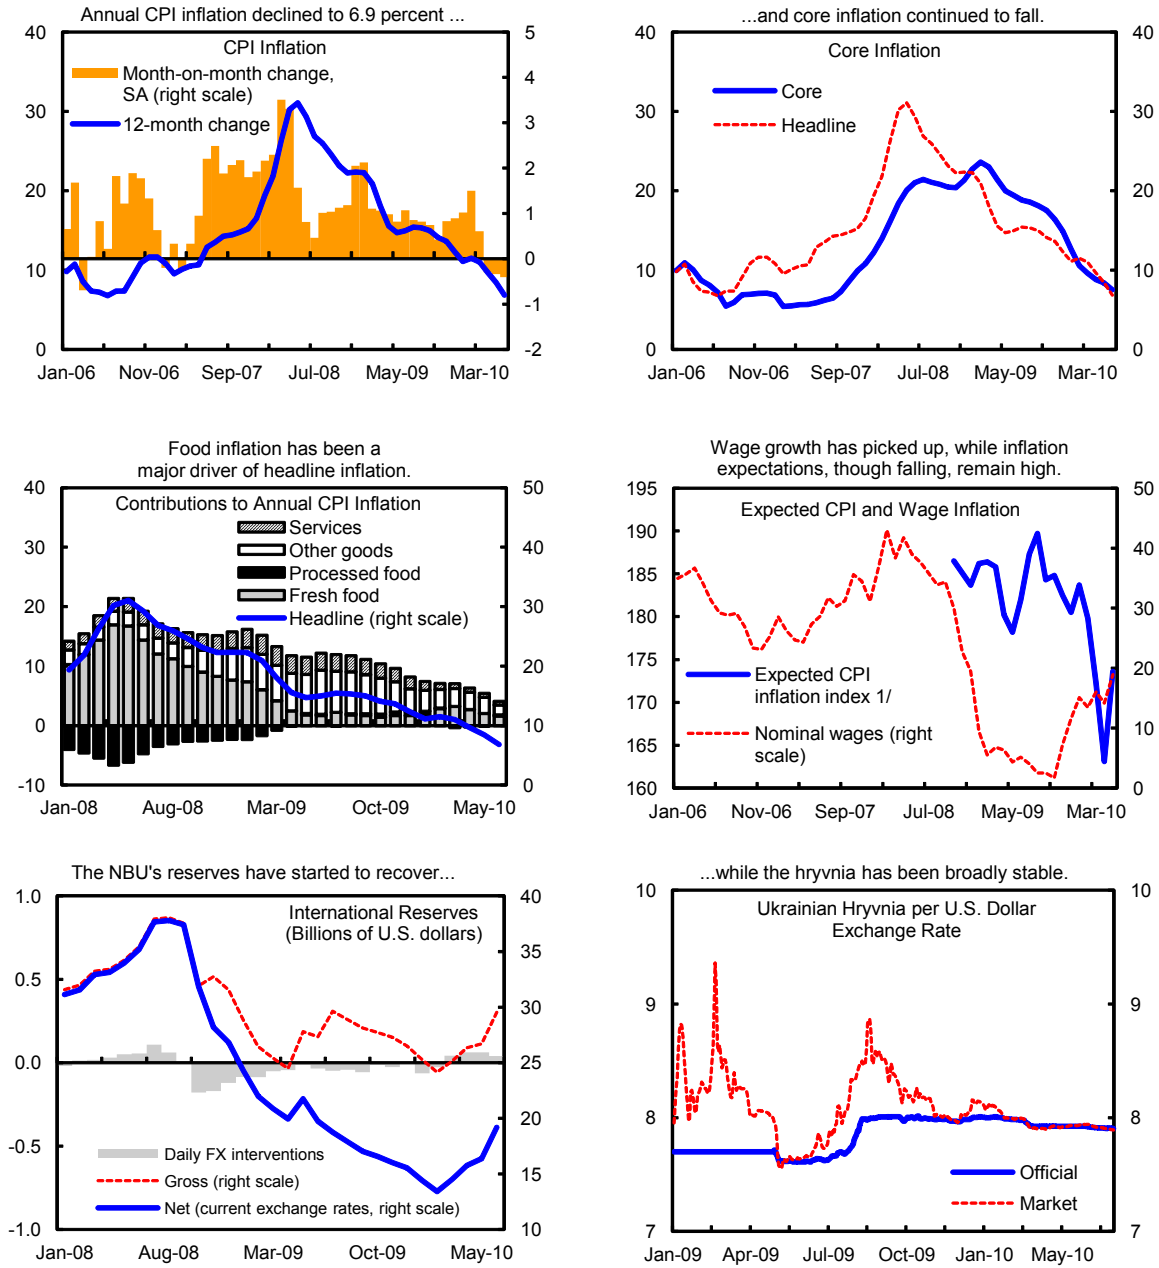 Annual CPI inflation declined to 6.9 percent ...
CPI Inflation
Month-on-month change,
SA (right scale)
12-month change
40
30
20
10
0
5
4
3
2
1
0
-1
-2
Jan-06
Nov-06
Sep-07
Jul-08
May-09
Mar-10
...and core inflation continued to fall.
Core Inflation
Core
Headline
40
30
20
10
0
40
30
20
10
0
Jan-06
Nov-06
Sep-07
Jul-08
May-09
Mar-10
Food inflation has been a
major driver of headline inflation.
Contributions to Annual CPI Inflation
Services
Other goods
Processed food
Fresh food
Headline (right scale)
40
30
20
10
0
-10
50
40
30
20
10
0
Jan-08
Aug-08
Mar-09
Oct-09
May-10
Wage growth has picked up, while inflation
expectations, though falling, remain high.
Expected CPI and Wage Inflation
Expected CPI
inflation index 1/
Nominal wages (right
scale)
195
190
185
180
175
170
165
160
50
40
30
20
10
0
Jan-06
Nov-06
Sep-07
Jul-08
May-09
Mar-10
The NBU's reserves have started to recover...
International Reserves
(Billions of U.S. dollars)
Daily FX interventions
Gross (right scale)
Net (current exchange rates, right scale)
1.0
0.5
0.0
-0.5
-1.0
40
35
30
25
20
15
10
Jan-08
Aug-08
Mar-09
Oct-09
May-10
...while the hryvnia has been broadly stable.
Ukrainian Hryvnia per U.S. Dollar
Exchange Rate
Official
Market
10
9
8
7
10
9
8
7
Jan-09
Apr-09
Jul-09
Oct-09
Jan-10
May-10